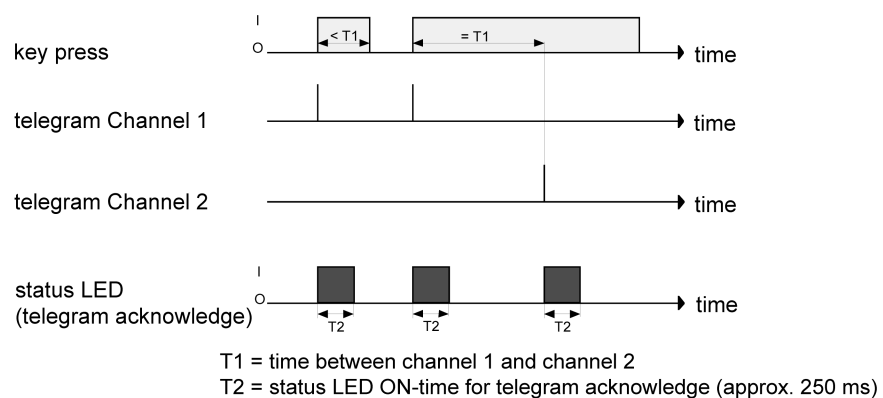 I
< T1
= T1
key press
O
time
telegram Channel 1
time
telegram Channel 2
time
I
status LED
O
time
(telegram acknowledge)
T2
T2
T2
T1 = time between channel 1 and channel 2
T2 = status LED ON-time for telegram acknowledge (approx. 250 ms)